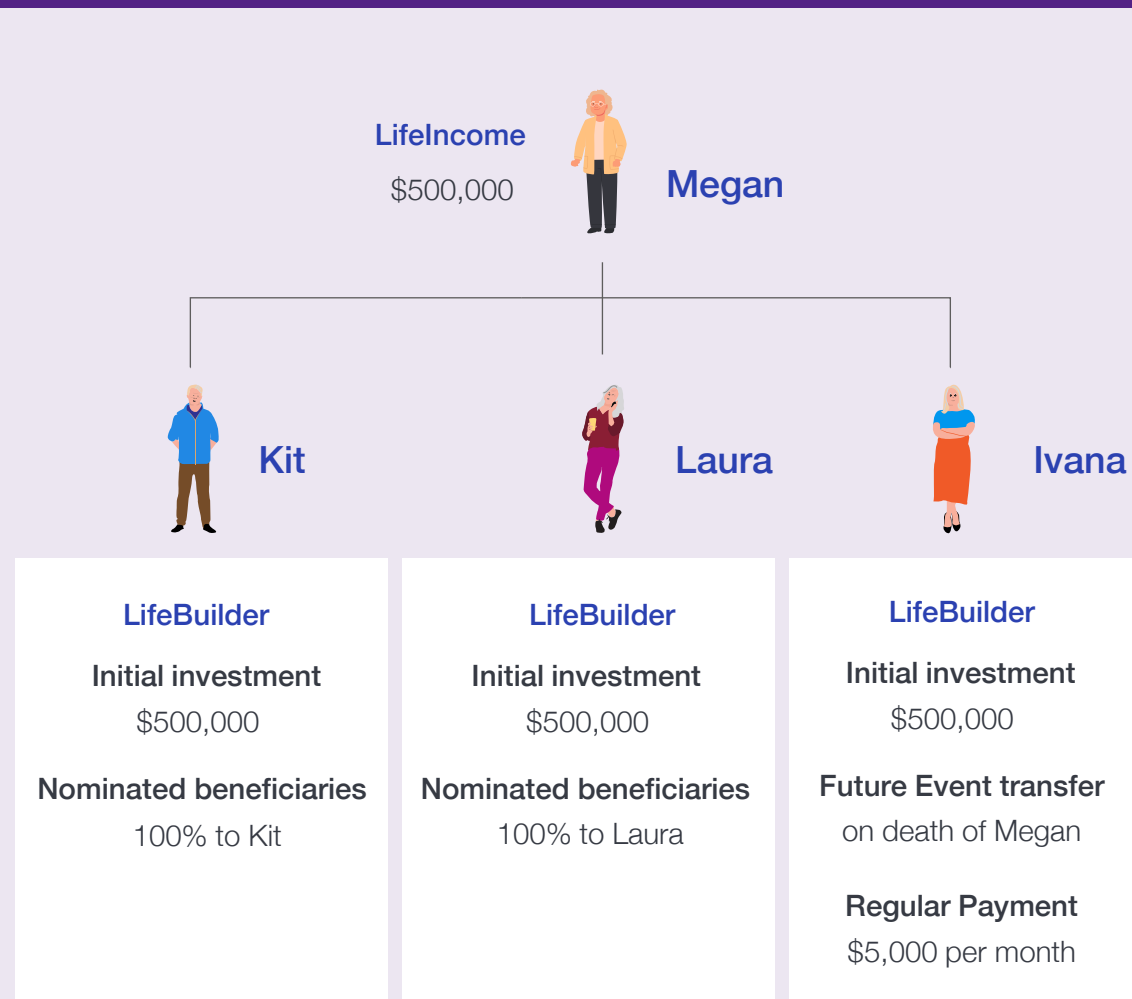 LifeIncome
$500,000
Megan
Kit
Laura
Ivana
LifeBuilder
Initial investment
$500,000
Nominated beneficiaries
100% to Kit
LifeBuilder
Initial investment
$500,000
Nominated beneficiaries
100% to Laura
LifeBuilder
Initial investment
$500,000
Future Event transfer
on death of Megan
Regular Payment
$5,000 per month